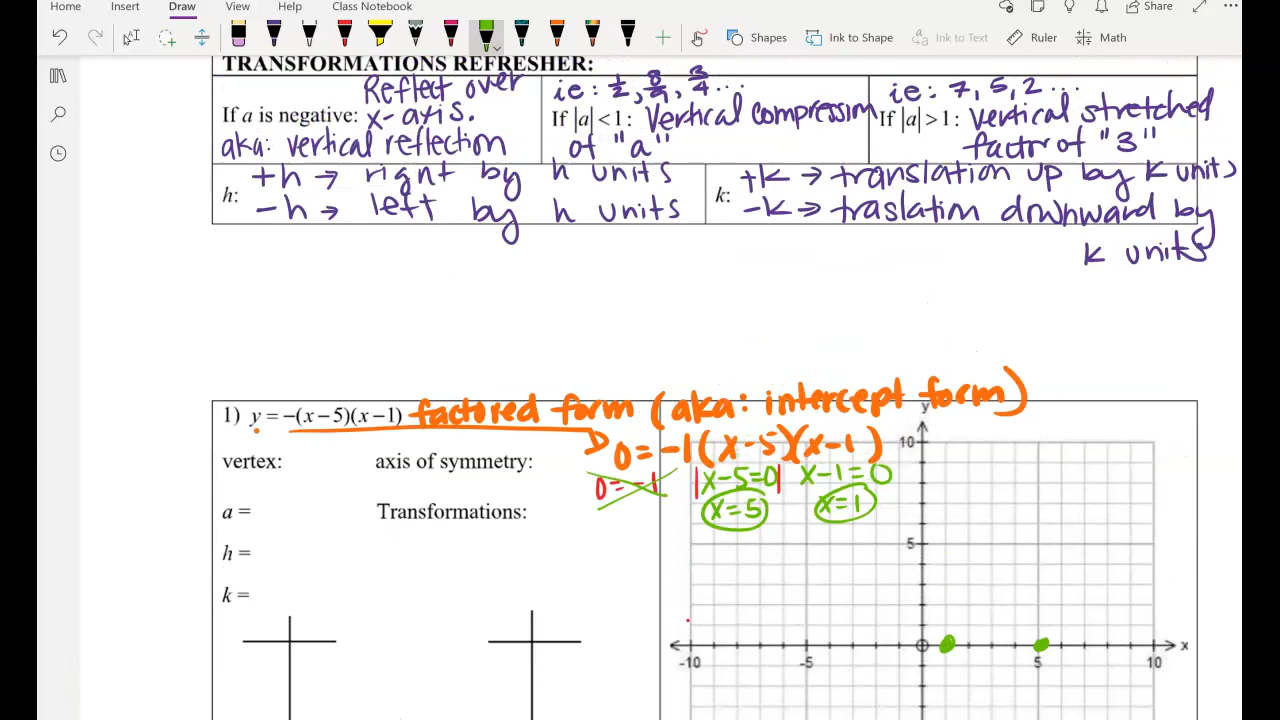 Home Insert Draw View Help Class Notebook Share
Shapes Ink to Shape Ink to Text Ruler Math
TRANSFORMATIONS REFRESHER:
If a is negative: Reflect over
x-axis.
aka: vertical reflection
ie: 1/2, 8/9, 3/4 ...
If |a| < 1: Vertical compression
of "a"
ie: 7, 5, 2 ...
If |a| > 1: vertical stretched
factor of "3"
h: +h → right by h units
-h → left by h units
k: +k → translation up by k units
-k → traslation downward by
k units
1) y = -(x-5)(x-1) factored form (aka: intercept form)
0 = -1(x-5)(x-1)
0 = -1 x-5=0 x-1=0
x=5 x=1
vertex: axis of symmetry:
a = Transformations:
h =
k =
y
10
5
-10 -5 0 5 10 x